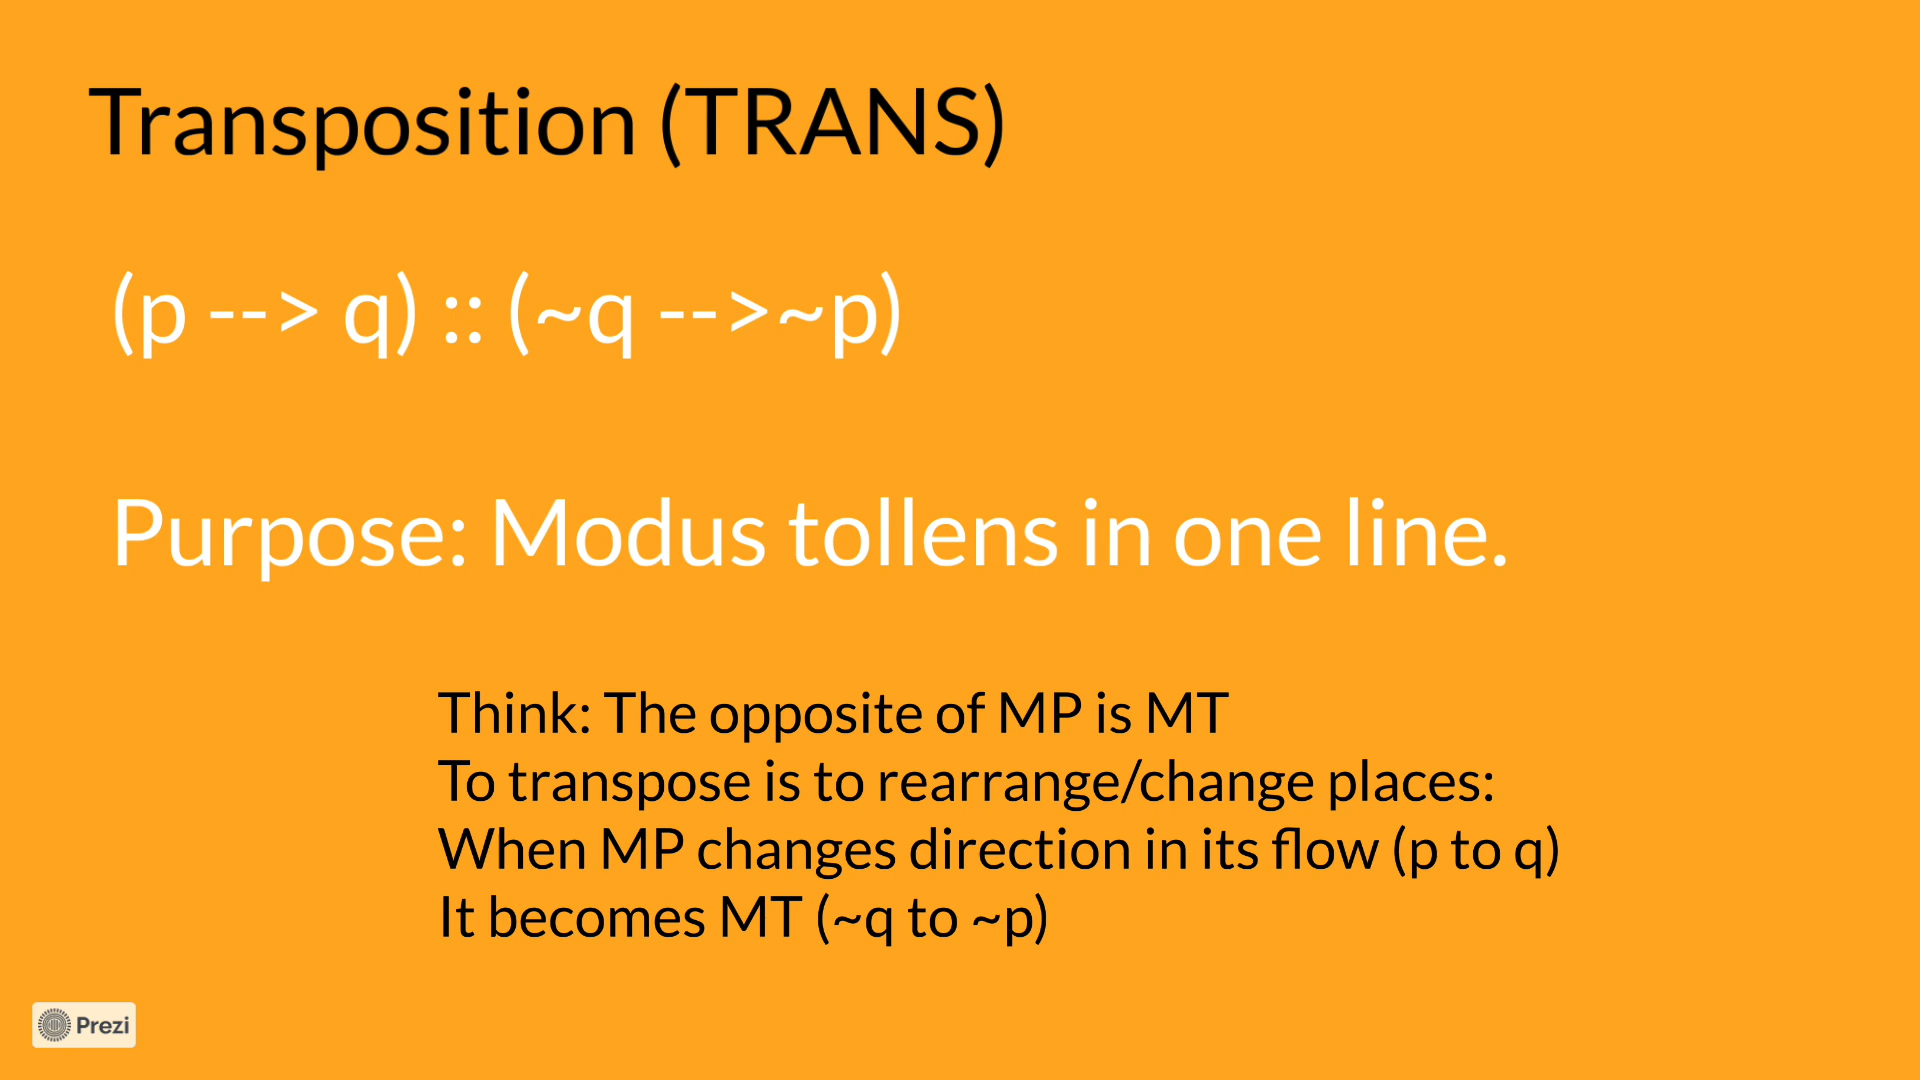 Transposition (TRANS)
(p --> q) :: (~q -->~p)
Purpose: Modus tollens in one line.
Think: The opposite of MP is MT
To transpose is to rearrange/change places:
When MP changes direction in its flow (p to q)
It becomes MT (~q to ~p)
Prezi